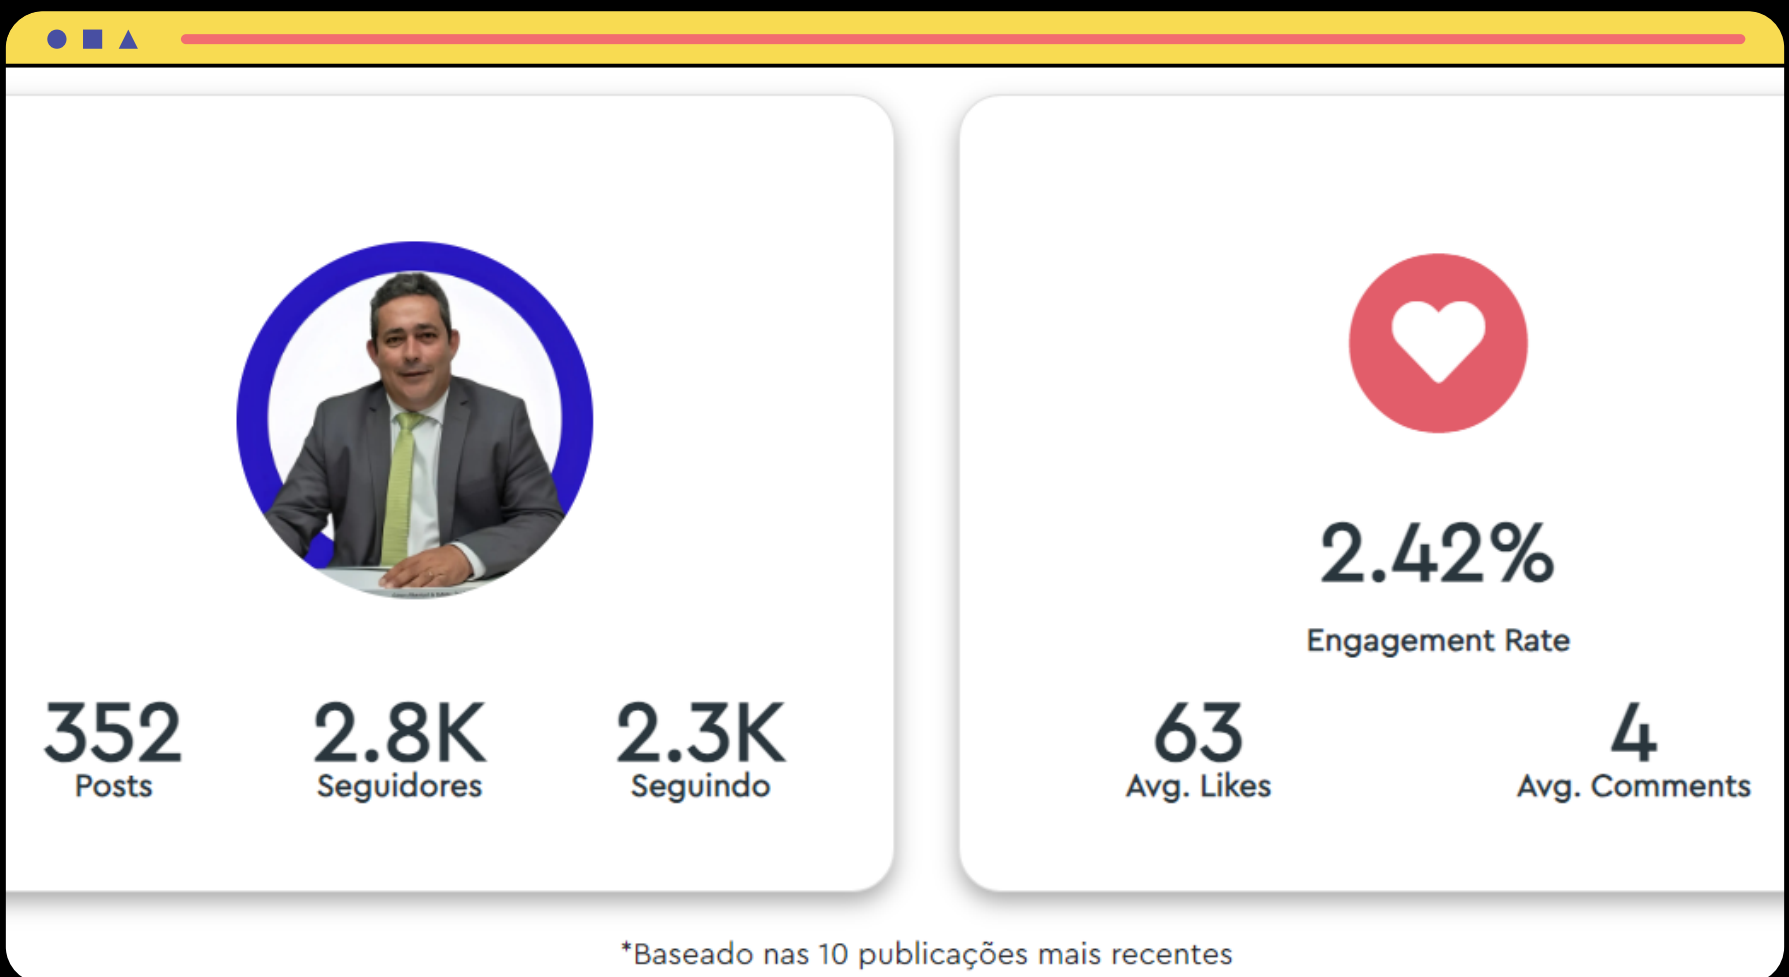 352
Posts
2.8K
Seguidores
2.3K
Seguindo
2.42%
Engagement Rate
63
Avg. Likes
4
Avg. Comments
*Baseado nas 10 publicações mais recentes